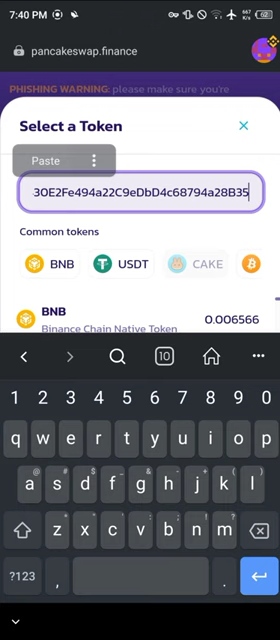 7:40 PM
667 K/s
62
pancakeswap.finance
PHISHING WARNING: please make sure you're
Select a Token
Paste
30E2Fe494a22C9eDbD4c68794a28B35
Common tokens
BNB USDT CAKE
BNB
Binance Chain Native Token
0.006566
10
1 2 3 4 5 6 7 8 9 0
q w e r t y u i o p
@ # $ _ & - + ( )
a s d f g h j k l
* " ' : ; ! ?
z x c v b n m
?123 , .